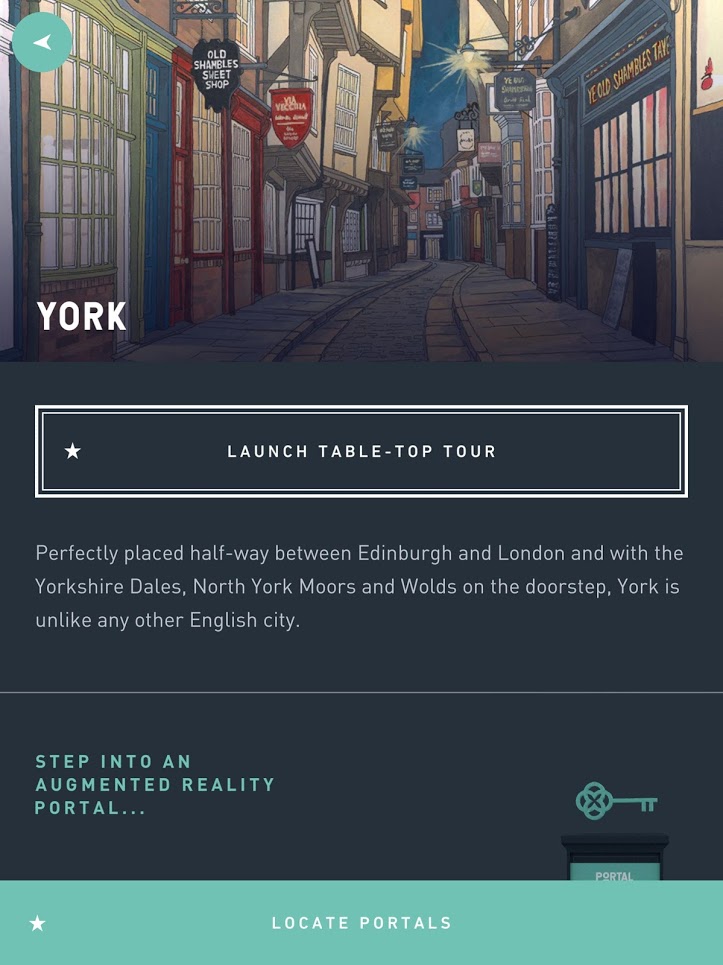 OLD
SHAMBLES
SWEET
SHOP
VIA
VECCHIA
YE OLD SHAMBLES TAV
YORK
LAUNCH TABLE-TOP TOUR
Perfectly placed half-way between Edinburgh and London and with the
Yorkshire Dales, North York Moors and Wolds on the doorstep, York is
unlike any other English city.
STEP INTO AN
AUGMENTED REALITY
PORTAL...
PORTAL
LOCATE PORTALS